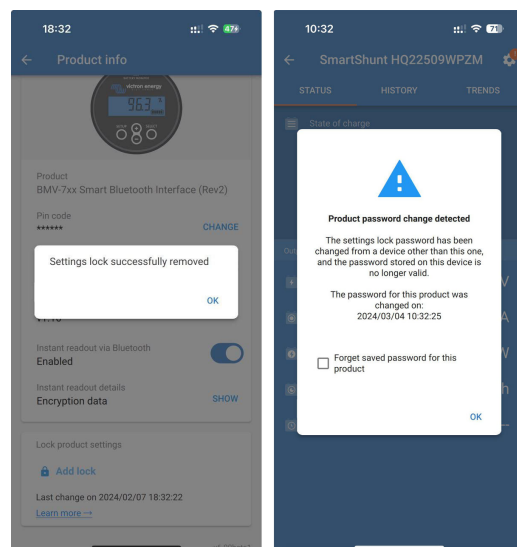 18:32
47
Product info
victron energy
96.3
Product
BMV-7xx Smart Bluetooth Interface (Rev2)
Pin code
******
CHANGE
Settings lock successfully removed
OK
Instant readout via Bluetooth
Enabled
Instant readout details
Encryption data
SHOW
Lock product settings
Add lock
Last change on 2024/02/07 18:32:22
Learn more →
10:32
71
SmartShunt HQ22509WPZM
STATUS
HISTORY
TRENDS
State of charge
Product password change detected
The settings lock password has been
changed from a device other than this one,
and the password stored on this device is
no longer valid.
The password for this product was
changed on:
2024/03/04 10:32:25
Forget saved password for this
product
OK
V
A
W
h